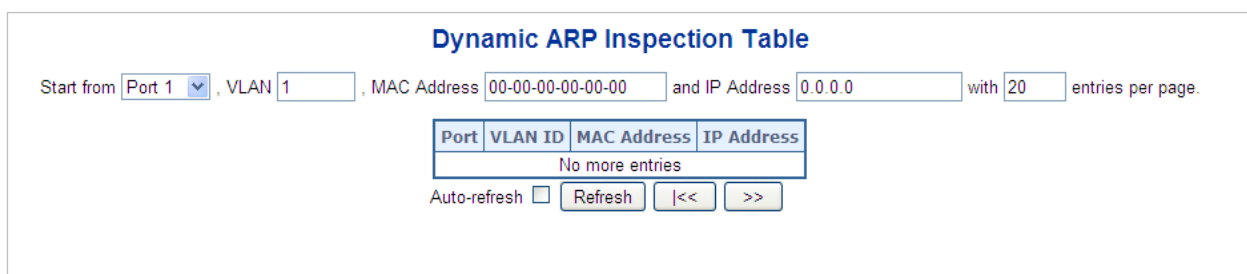 Dynamic ARP Inspection Table
Start from Port 1 , VLAN 1 , MAC Address 00-00-00-00-00-00 and IP Address 0.0.0.0 with 20 entries per page.
Port VLAN ID MAC Address IP Address
No more entries
Auto-refresh Refresh |<< >>